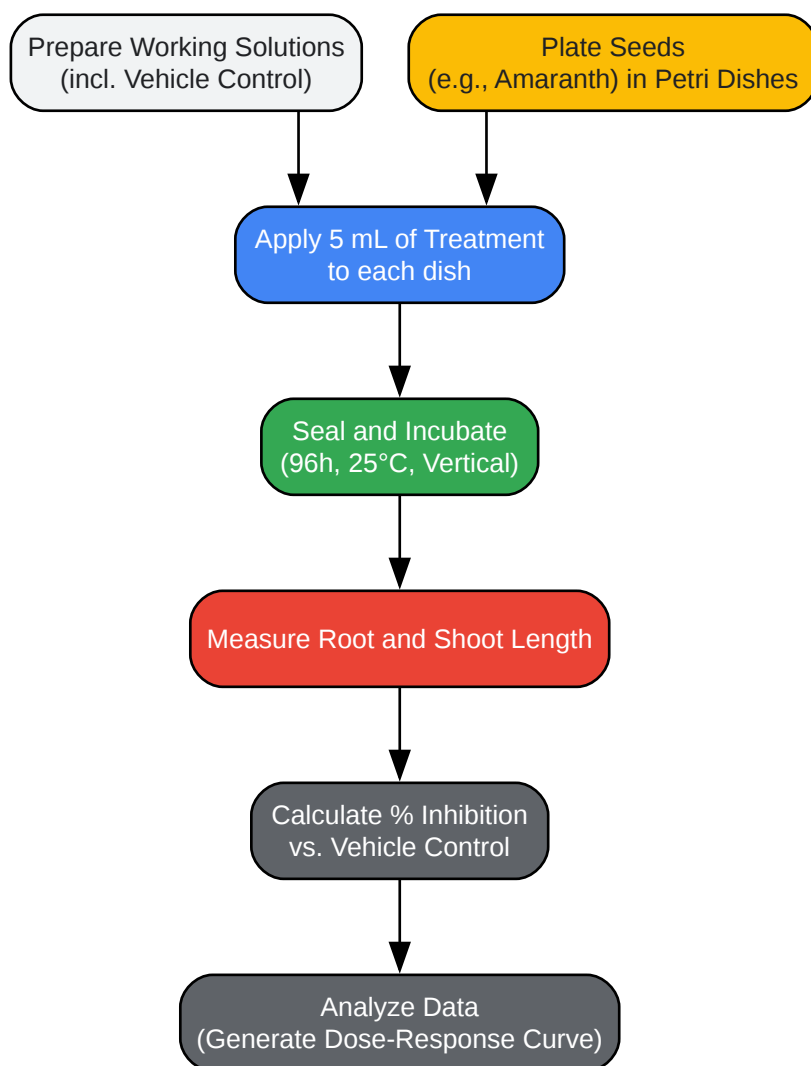 Prepare Working Solutions
(incl. Vehicle Control)
Plate Seeds
(e.g., Amaranth) in Petri Dishes
Apply 5 mL of Treatment
to each dish
Seal and Incubate
(96h, 25°C, Vertical)
Measure Root and Shoot Length
Calculate % Inhibition
vs. Vehicle Control
Analyze Data
(Generate Dose-Response Curve)